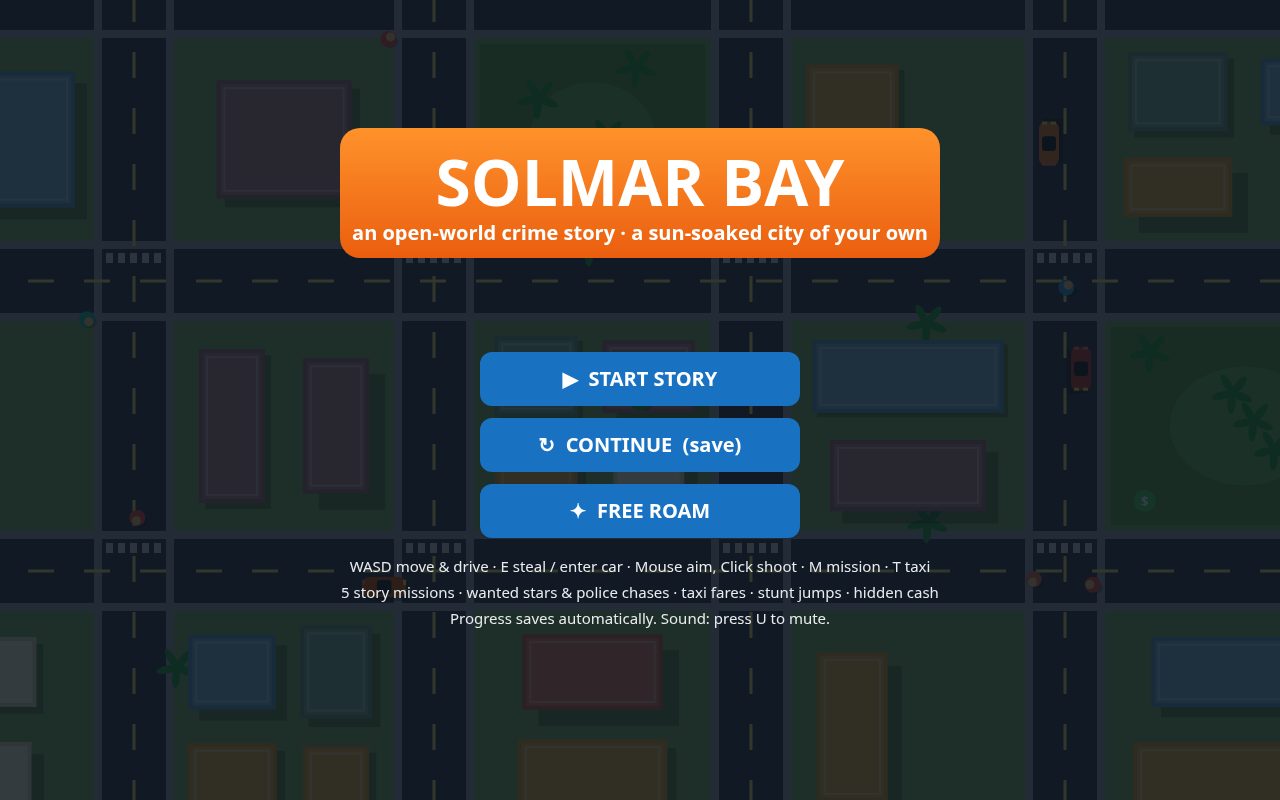 SOLMAR BAY
an open-world crime story · a sun-soaked city of your own
▶ START STORY
↻ CONTINUE (save)
✦ FREE ROAM
WASD move & drive · E steal / enter car · Mouse aim, Click shoot · M mission · T taxi
5 story missions · wanted stars & police chases · taxi fares · stunt jumps · hidden cash
Progress saves automatically. Sound: press U to mute.
$